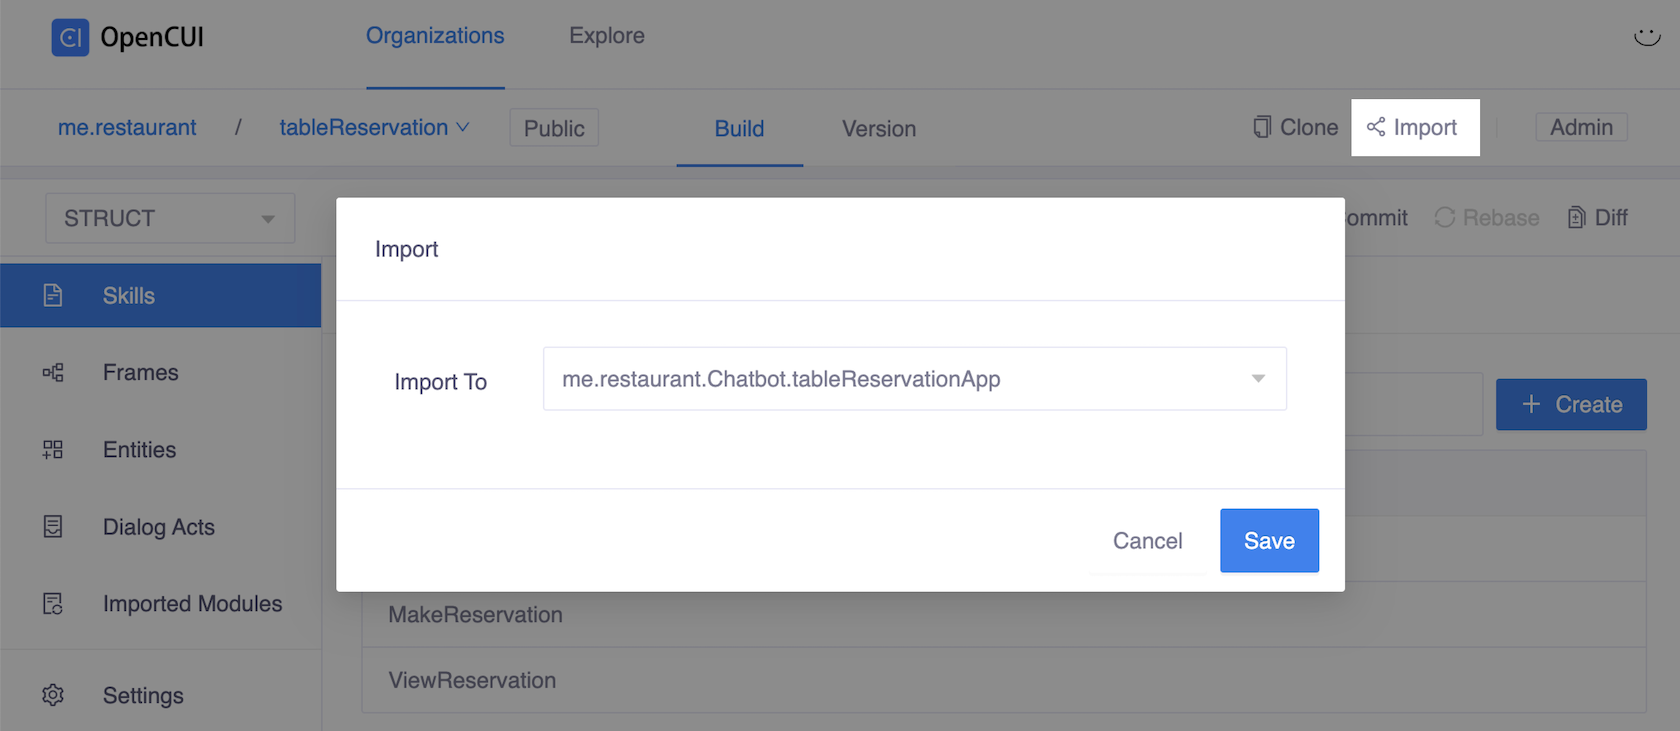 CI OpenCUI Organizations Explore
me.restaurant / tableReservation Public Build Version Clone Import Admin
STRUCT ommit Rebase Diff
Import
Skills
Frames
Import To me.restaurant.Chatbot.tableReservationApp
Create
Entities
Dialog Acts
Cancel Save
Imported Modules
MakeReservation
ViewReservation
Settings